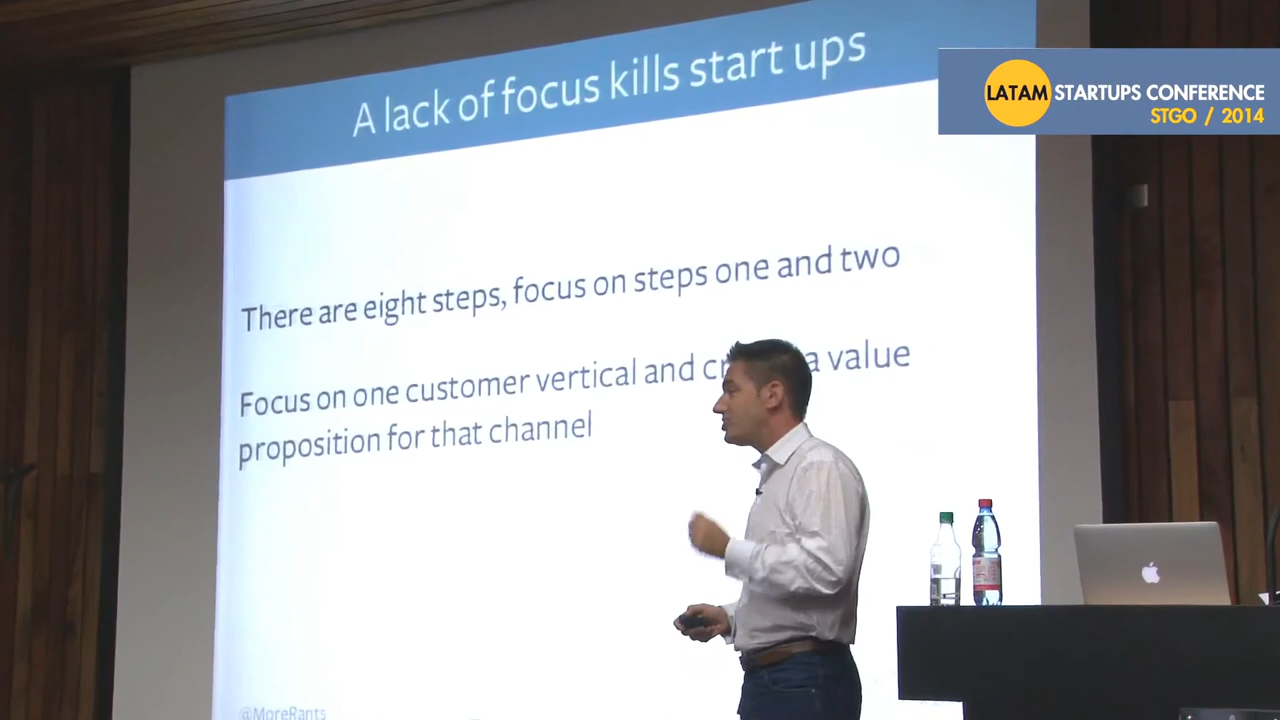 A lack of focus kills start ups
LATAM STARTUPS CONFERENCE
STGO / 2014
There are eight steps, focus on steps one and two
Focus on one customer vertical and cr a value
proposition for that channel
@MoreRants